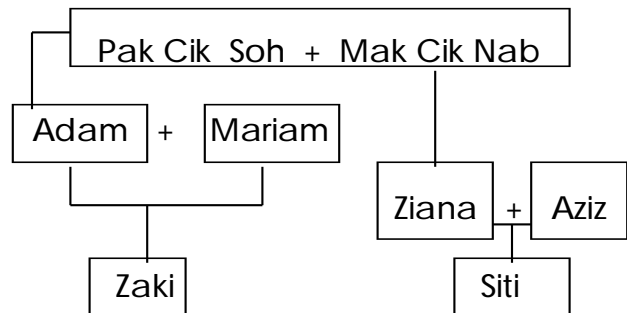 Pak Cik Soh + Mak Cik Nab
Adam + Mariam
Ziana + Aziz
Zaki
Siti